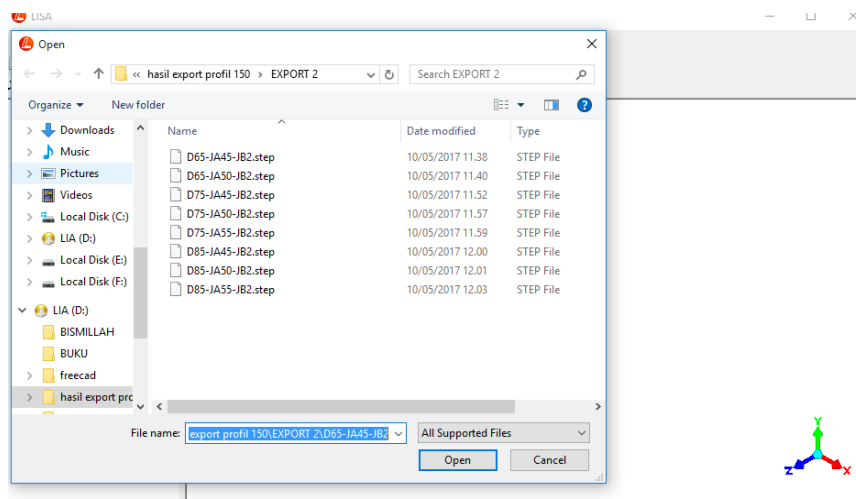 LISA
Open
« hasil export profil 150 > EXPORT 2
Search EXPORT 2
Organize
New folder
?
Downloads
Music
Pictures
Videos
Local Disk (C:)
LIA (D:)
Local Disk (E:)
Local Disk (F:)
LIA (D:)
BISMILLAH
BUKU
freecad
hasil export pro
Name Date modified Type
D65-JA45-JB2.step 10/05/2017 11.38 STEP File
D65-JA50-JB2.step 10/05/2017 11.40 STEP File
D75-JA45-JB2.step 10/05/2017 11.52 STEP File
D75-JA50-JB2.step 10/05/2017 11.57 STEP File
D75-JA55-JB2.step 10/05/2017 11.59 STEP File
D85-JA45-JB2.step 10/05/2017 12.00 STEP File
D85-JA50-JB2.step 10/05/2017 12.01 STEP File
D85-JA55-JB2.step 10/05/2017 12.03 STEP File
File name: export profil 150\EXPORT 2\D65-JA45-JB2
All Supported Files
Open
Cancel
Y
Z
X